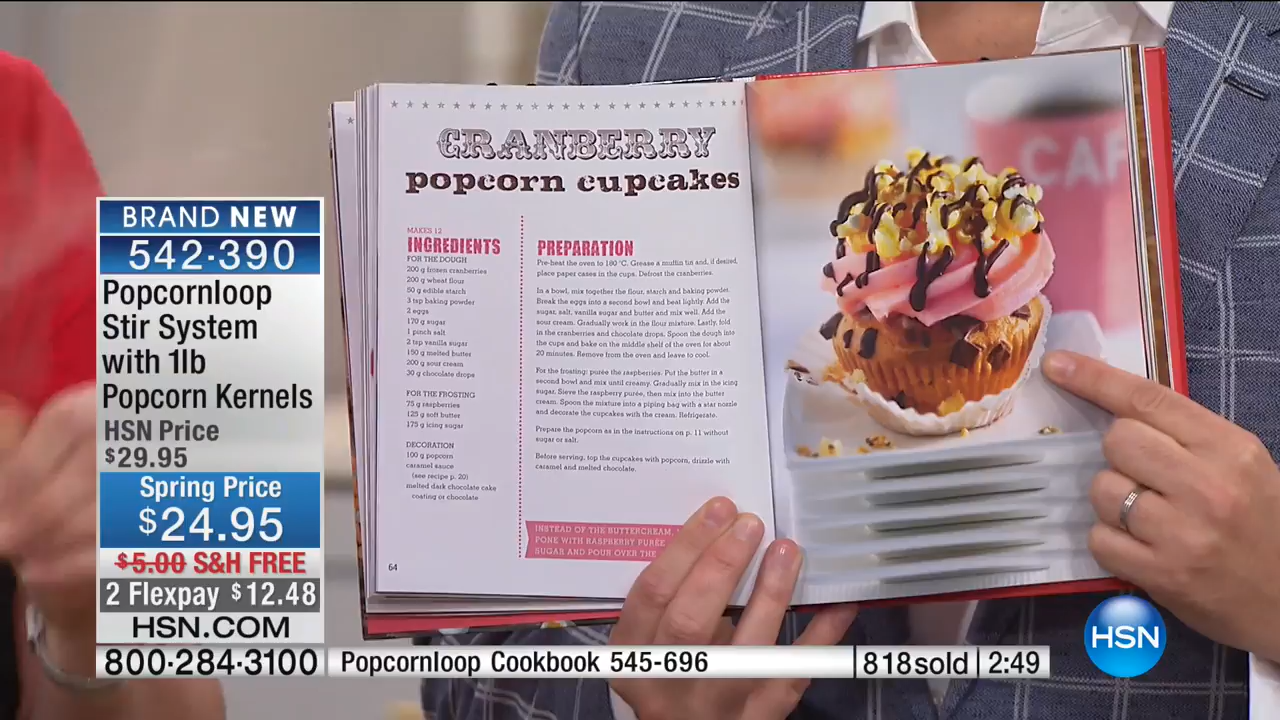 BRAND NEW
542·390
Popcornloop
Stir System
with 1lb
Popcorn Kernels
HSN Price
$29.95
Spring Price
$24.95
$5.00 S&H FREE
2 Flexpay $12.48
HSN.COM
800·284·3100
Popcornloop Cookbook 545-696
818sold
2:49
HSN
CRANBERRY
popcorn cupcakes
MAKES 12
INGREDIENTS
FOR THE DOUGH
200 g frozen cranberries
200 g wheat flour
50 g edible starch
3 tsp baking powder
2 eggs
170 g sugar
1 pinch salt
2 tsp vanilla sugar
150 g melted butter
200 g sour cream
30 g chocolate drops
FOR THE FROSTING
75 g raspberries
125 g soft butter
175 g icing sugar
DECORATION
100 g popcorn
caramel sauce
(see recipe p. 20)
melted dark chocolate cake
coating or chocolate
PREPARATION
Pre-heat the oven to 180 °C. Grease a muffin tin and, if desired,
place paper cases in the cups. Defrost the cranberries.
In a bowl, mix together the flour, starch and baking powder.
Break the eggs into a second bowl and beat lightly. Add the
sugar, salt, vanilla sugar and butter and mix well. Add the
sour cream. Gradually work in the flour mixture. Lastly, fold
in the cranberries and chocolate drops. Spoon the dough into
the cups and bake on the middle shelf of the oven for about
20 minutes. Remove from the oven and leave to cool.
For the frosting: puree the raspberries. Put the butter in a
second bowl and mix until creamy. Gradually mix in the icing
sugar. Sieve the raspberry purée, then mix into the butter
cream. Spoon the mixture into a piping bag with a star nozzle
and decorate the cupcakes with the cream. Refrigerate.
Prepare the popcorn as in the instructions on p. 11 without
sugar or salt.
Before serving, top the cupcakes with popcorn, drizzle with
caramel and melted chocolate.
INSTEAD OF THE BUTTERCREAM,
PONE WITH RASPBERRY PURÉE
SUGAR AND POUR OVER THE
64
CAF